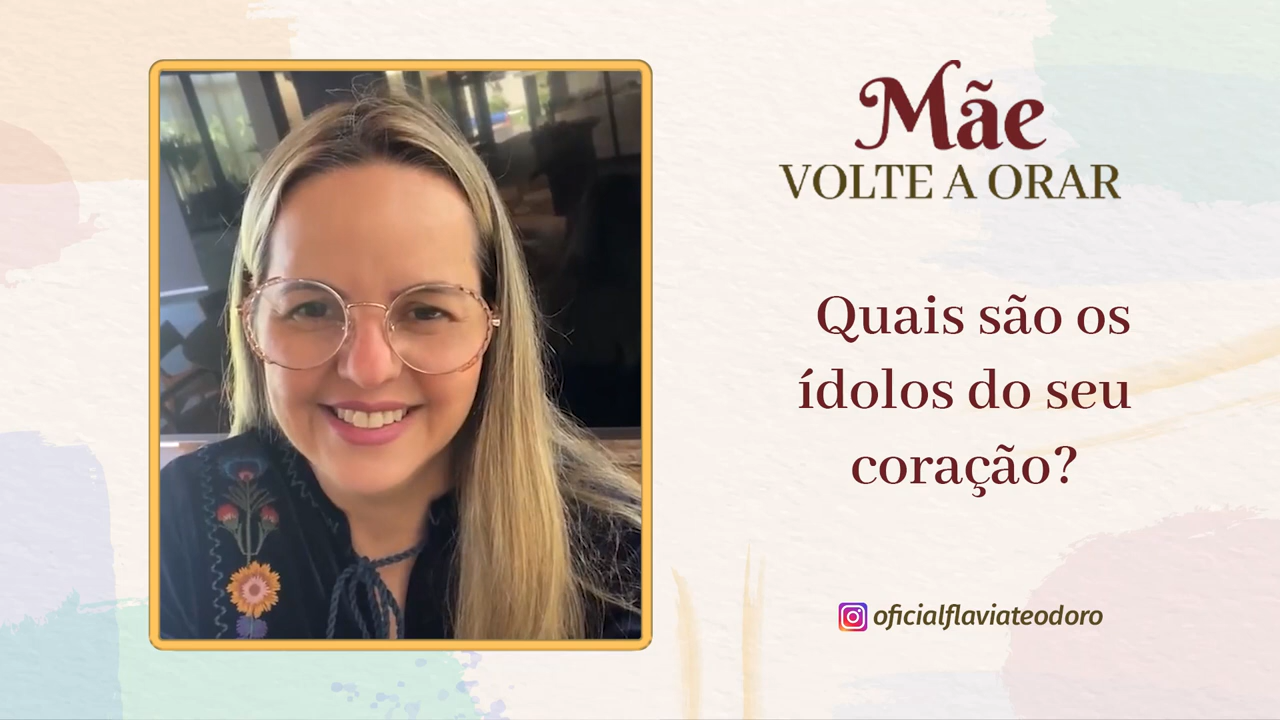 Mãe
VOLTE A ORAR
Quais são os
ídolos do seu
coração?
oficialflaviateodoro